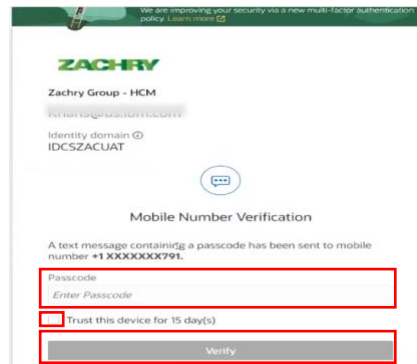 We are improving your security via a new multi-factor authentication
policy. Learn more
ZACHRY
Zachry Group - HCM
Identity domain
IDCSZACUAT
Mobile Number Verification
A text message containing a passcode has been sent to mobile
number +1 XXXXXXX791.
Passcode
Enter Passcode
Trust this device for 15 day(s)
Verify